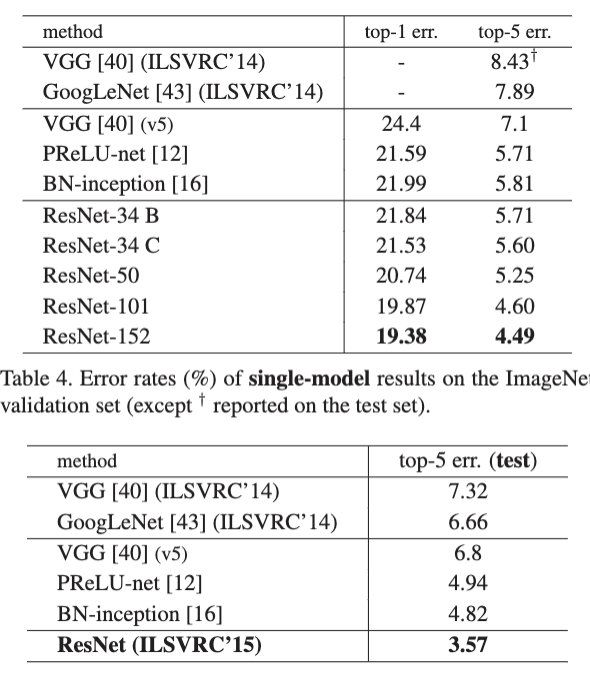 method top-1 err. top-5 err.
VGG [40] (ILSVRC'14) - 8.43†
GoogLeNet [43] (ILSVRC'14) - 7.89
VGG [40] (v5) 24.4 7.1
PReLU-net [12] 21.59 5.71
BN-inception [16] 21.99 5.81
ResNet-34 B 21.84 5.71
ResNet-34 C 21.53 5.60
ResNet-50 20.74 5.25
ResNet-101 19.87 4.60
ResNet-152 19.38 4.49
Table 4. Error rates (%) of single-model results on the ImageNe
validation set (except † reported on the test set).
method top-5 err. (test)
VGG [40] (ILSVRC'14) 7.32
GoogLeNet [43] (ILSVRC'14) 6.66
VGG [40] (v5) 6.8
PReLU-net [12] 4.94
BN-inception [16] 4.82
ResNet (ILSVRC'15) 3.57